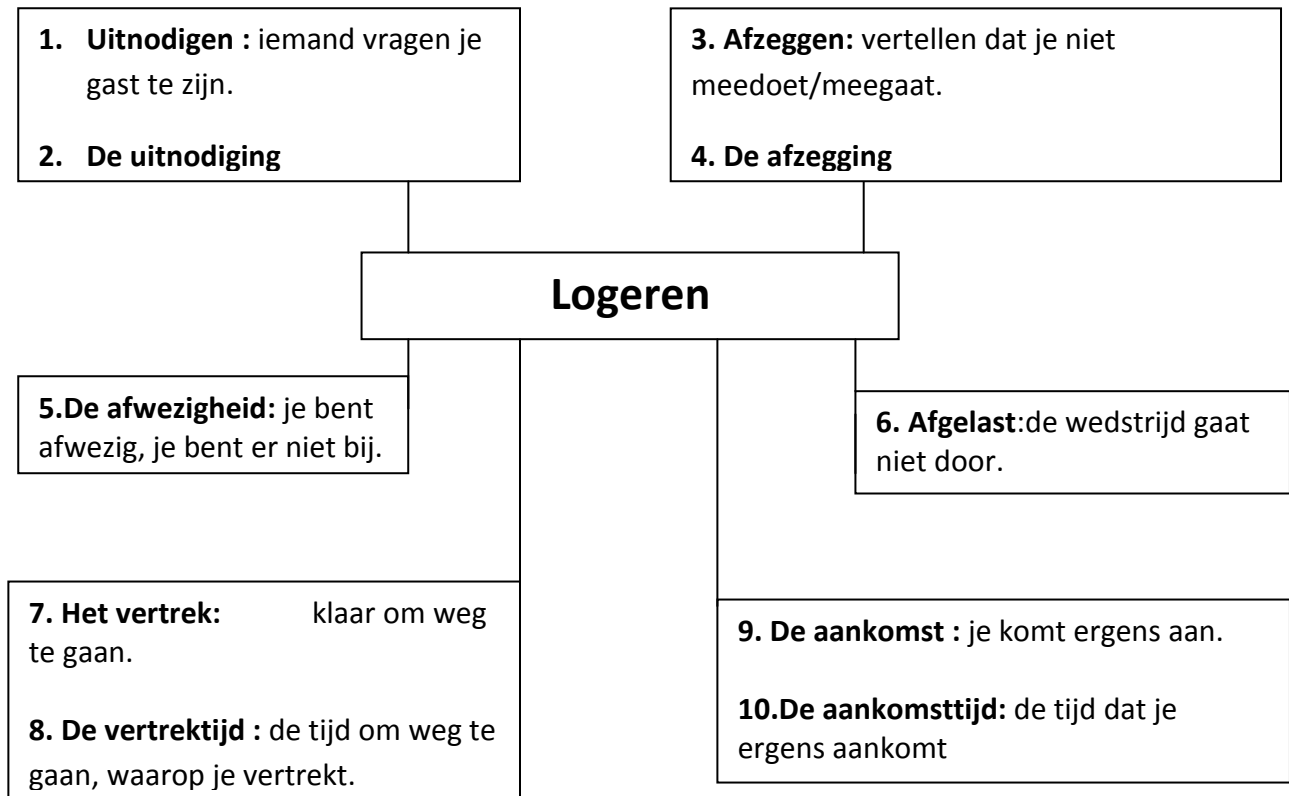 1. Uitnodigen : iemand vragen je
gast te zijn.
2. De uitnodiging
3. Afzeggen: vertellen dat je niet
meedoet/meegaat.
4. De afzegging
Logeren
5.De afwezigheid: je bent
afwezig, je bent er niet bij.
6. Afgelast:de wedstrijd gaat
niet door.
7. Het vertrek: klaar om weg
te gaan.
8. De vertrektijd : de tijd om weg te
gaan, waarop je vertrekt.
9. De aankomst : je komt ergens aan.
10.De aankomsttijd: de tijd dat je
ergens aankomt